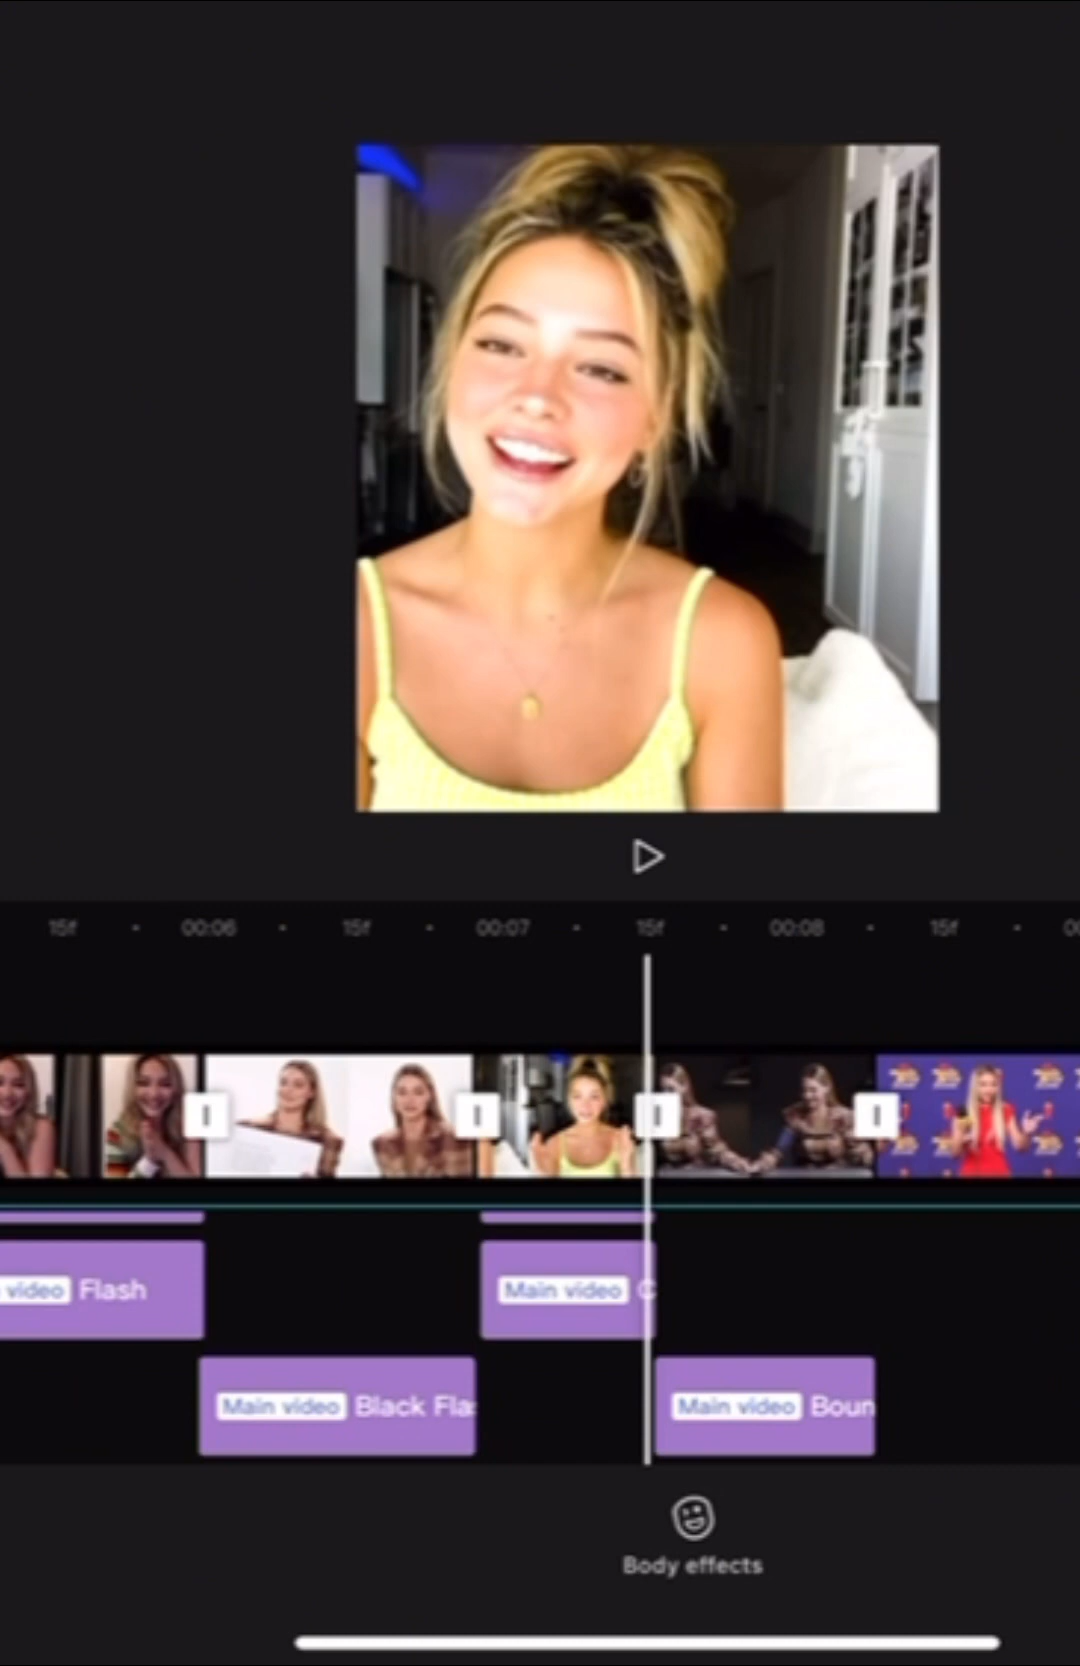 15f 00:06 15f 00:07 15f 00:08 15f
video Flash
Main video
Main video Black Fla
Main video Boun
Body effects